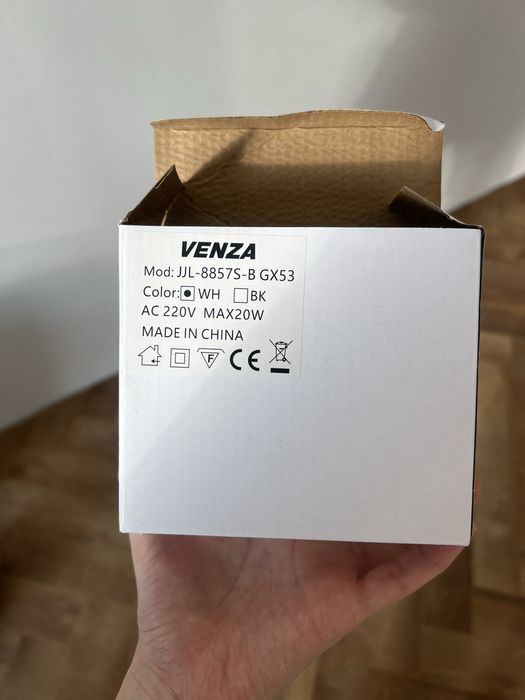 VENZA
Mod: JJL-8857S-B GX53
Color: WH BK
AC 220V MAX20W
MADE IN CHINA
F CE